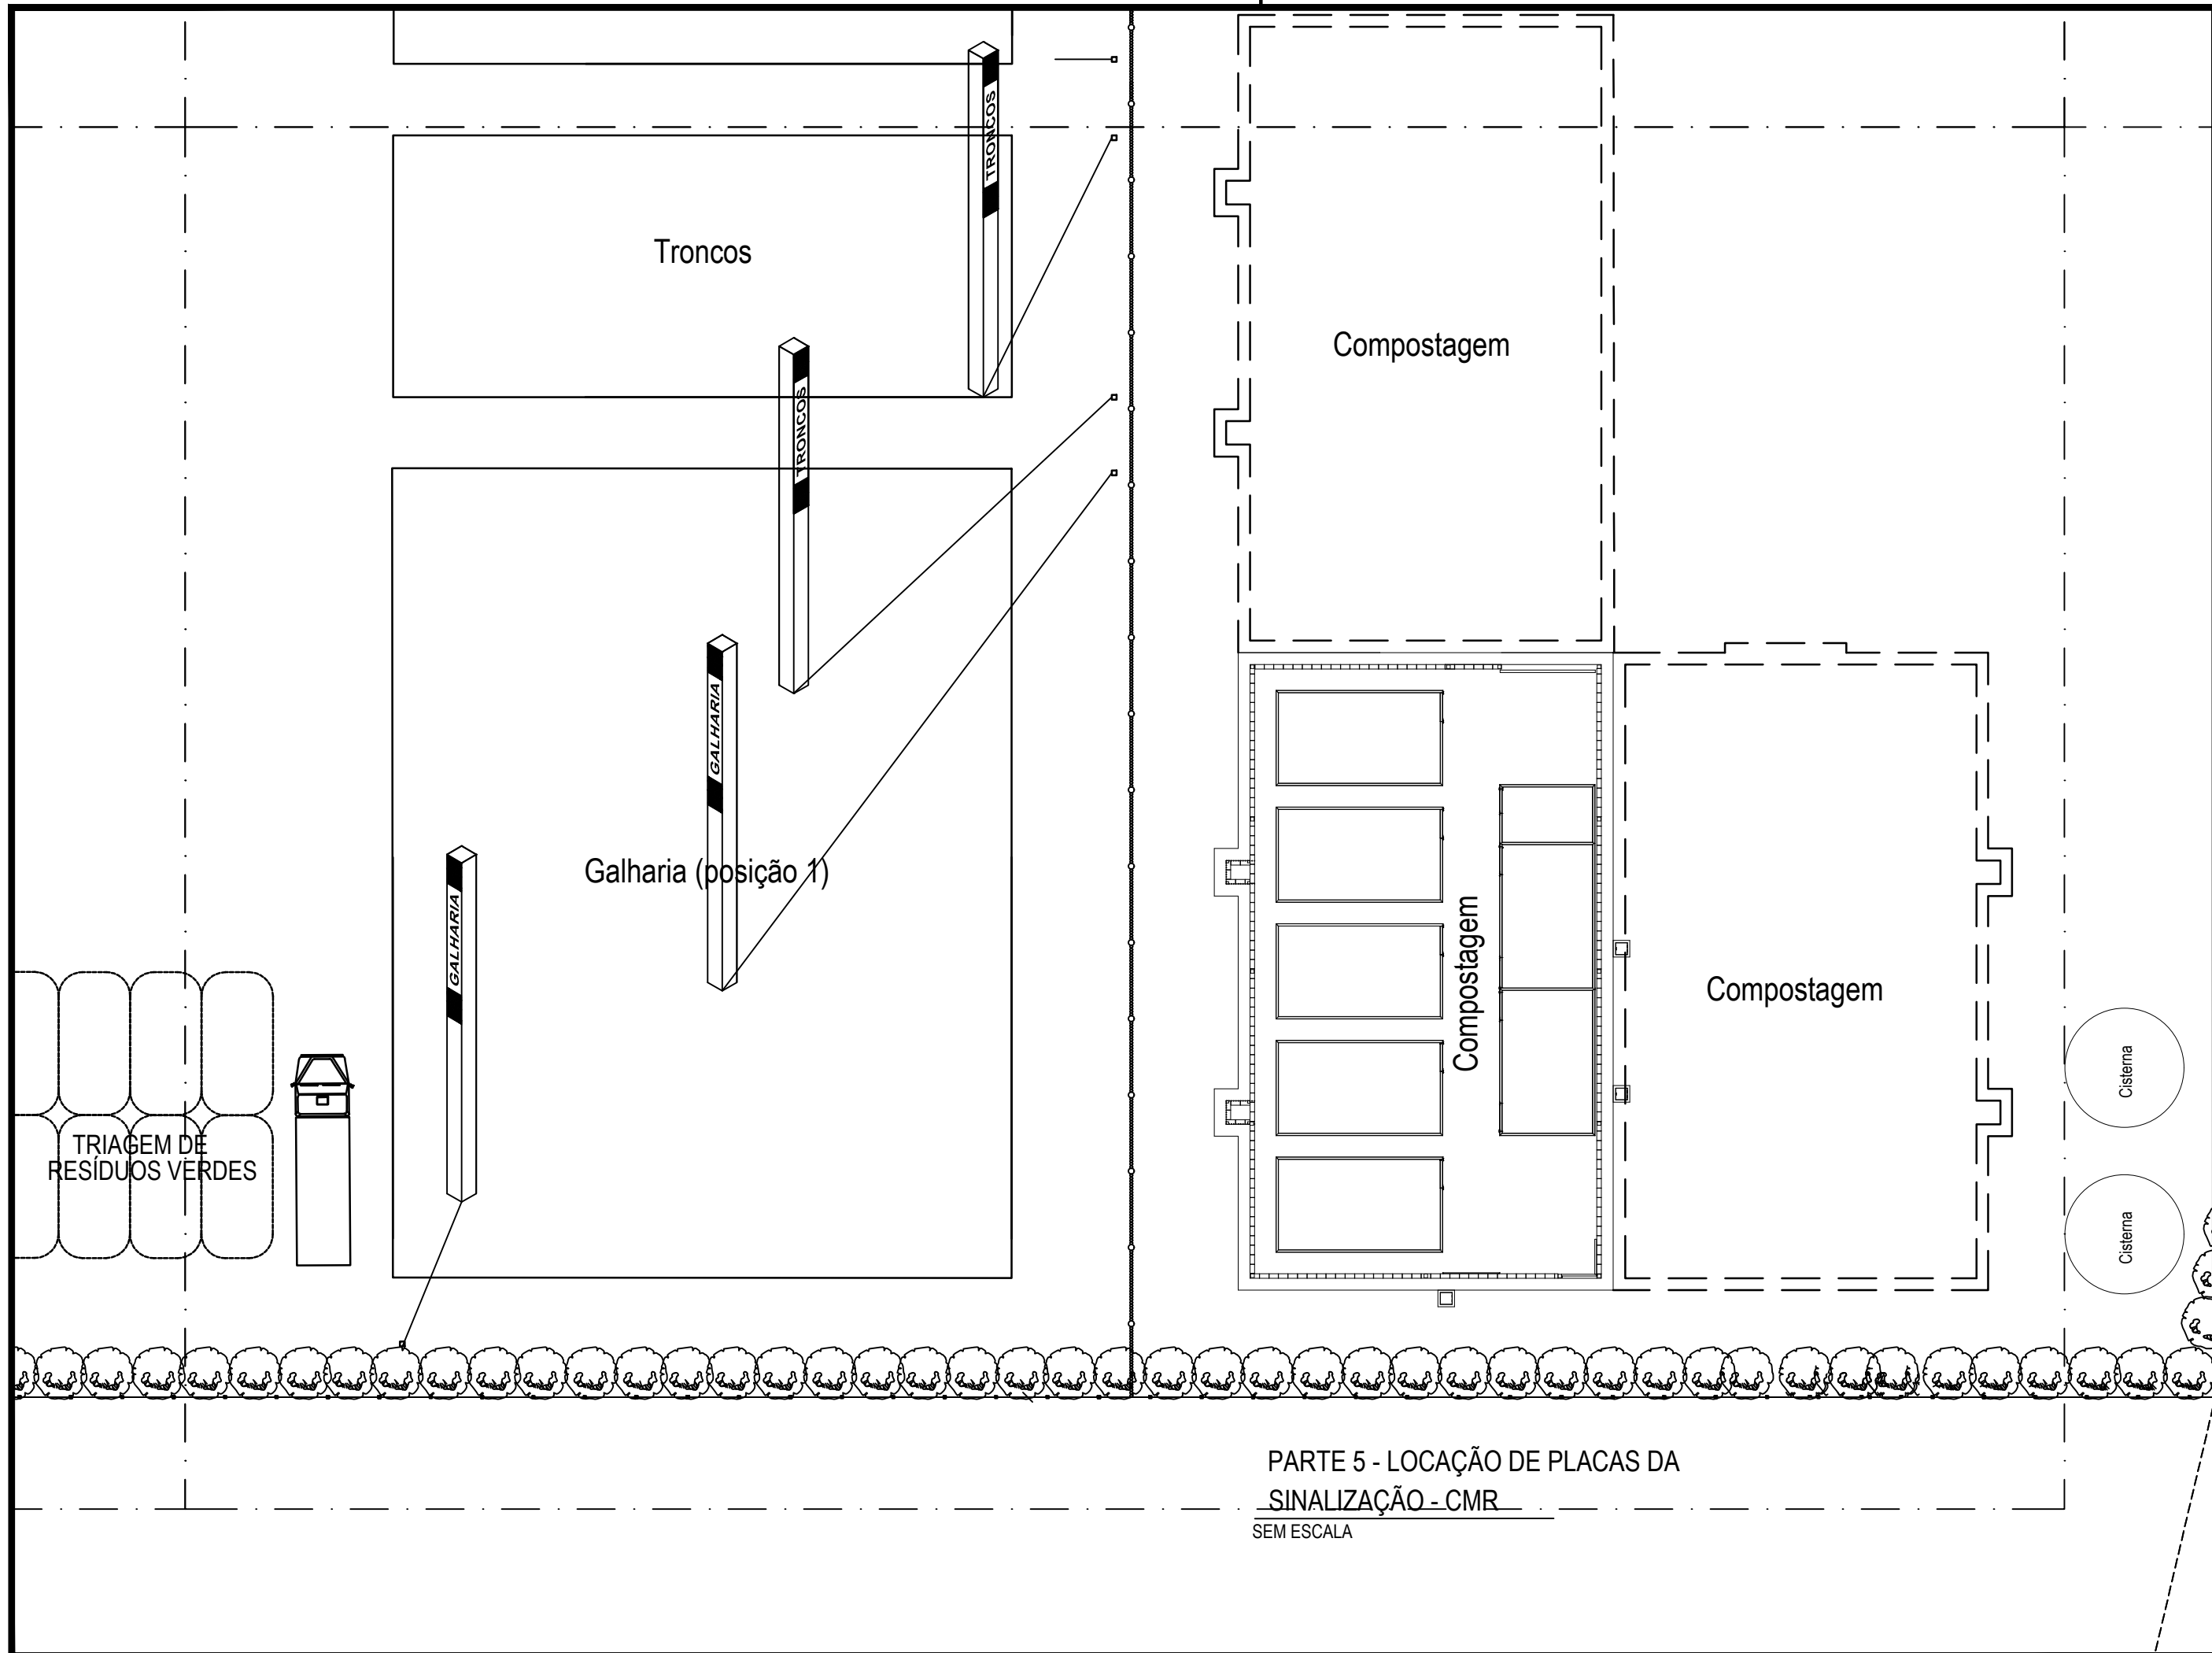 TRONCOS
Troncos
Compostagem
TRONCOS
GALHARIA
Galharia (posição 1)
GALHARIA
Compostagem
Compostagem
Cisterna
TRIAGEM DE
RESÍDUOS VERDES
Cisterna
PARTE 5 - LOCAÇÃO DE PLACAS DA
SINALIZAÇÃO - CMR
SEM ESCALA